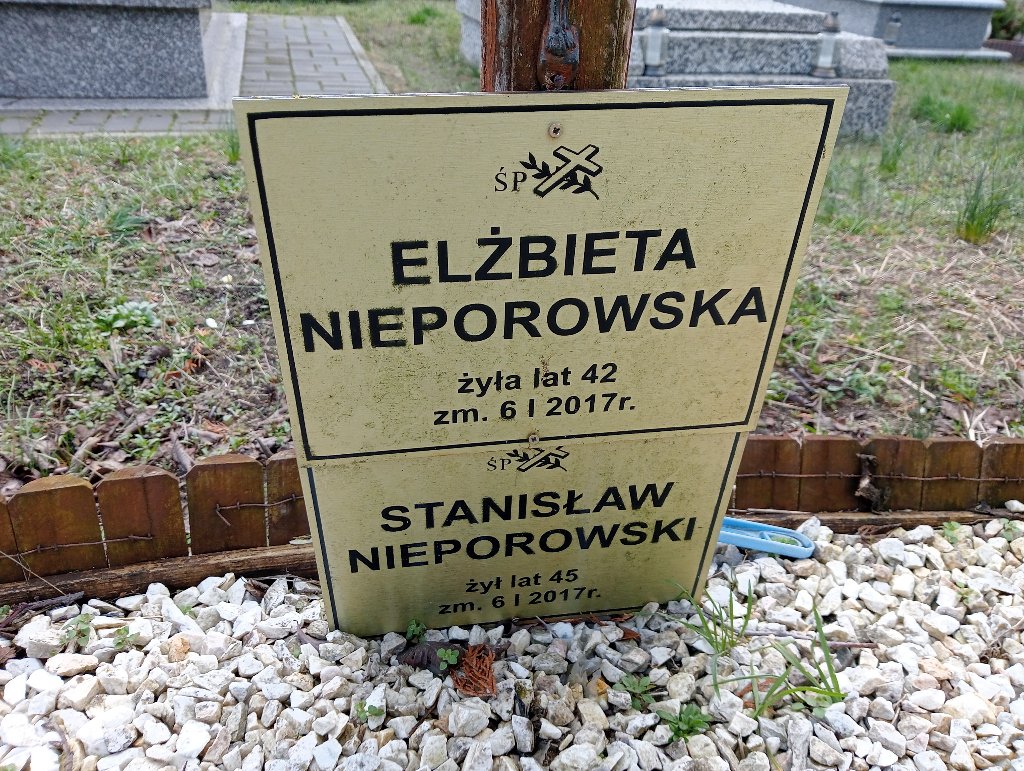 ŚP
ELŻBIETA
NIEPOROWSKA
żyła lat 42
zm. 6 I 2017r.
ŚP
STANISŁAW
NIEPOROWSKI
żył lat 45
zm. 6 I 2017r.